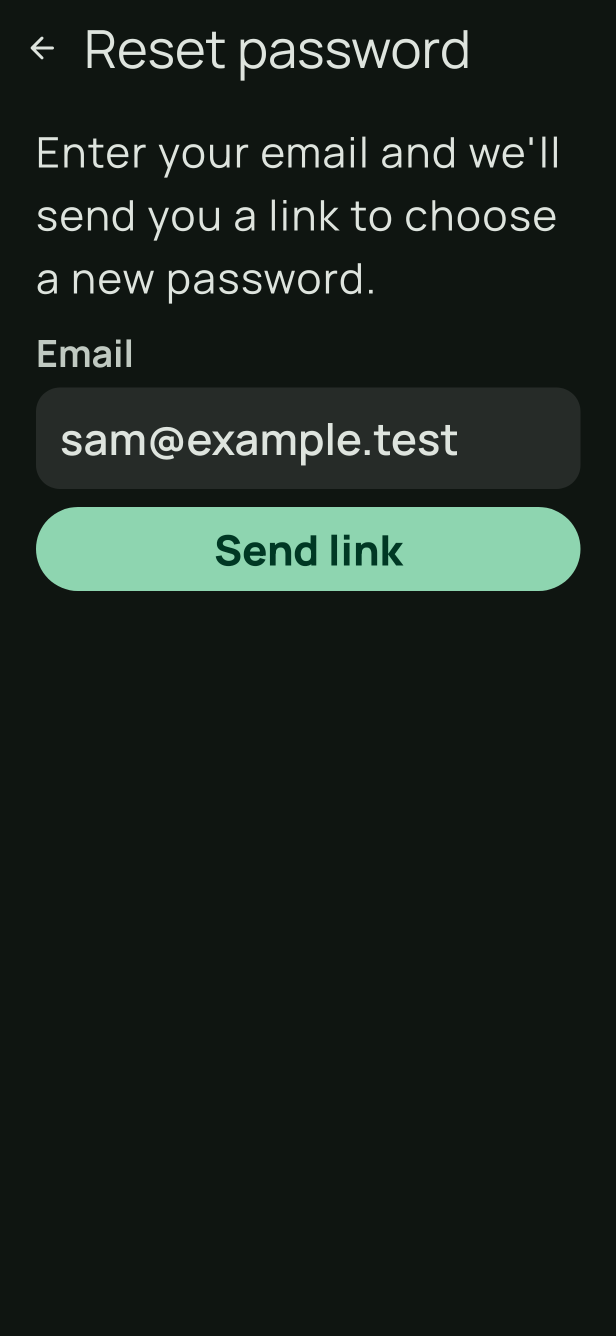 Reset password
Enter your email and we'll
send you a link to choose
a new password.
Email
sam@example.test
Send link